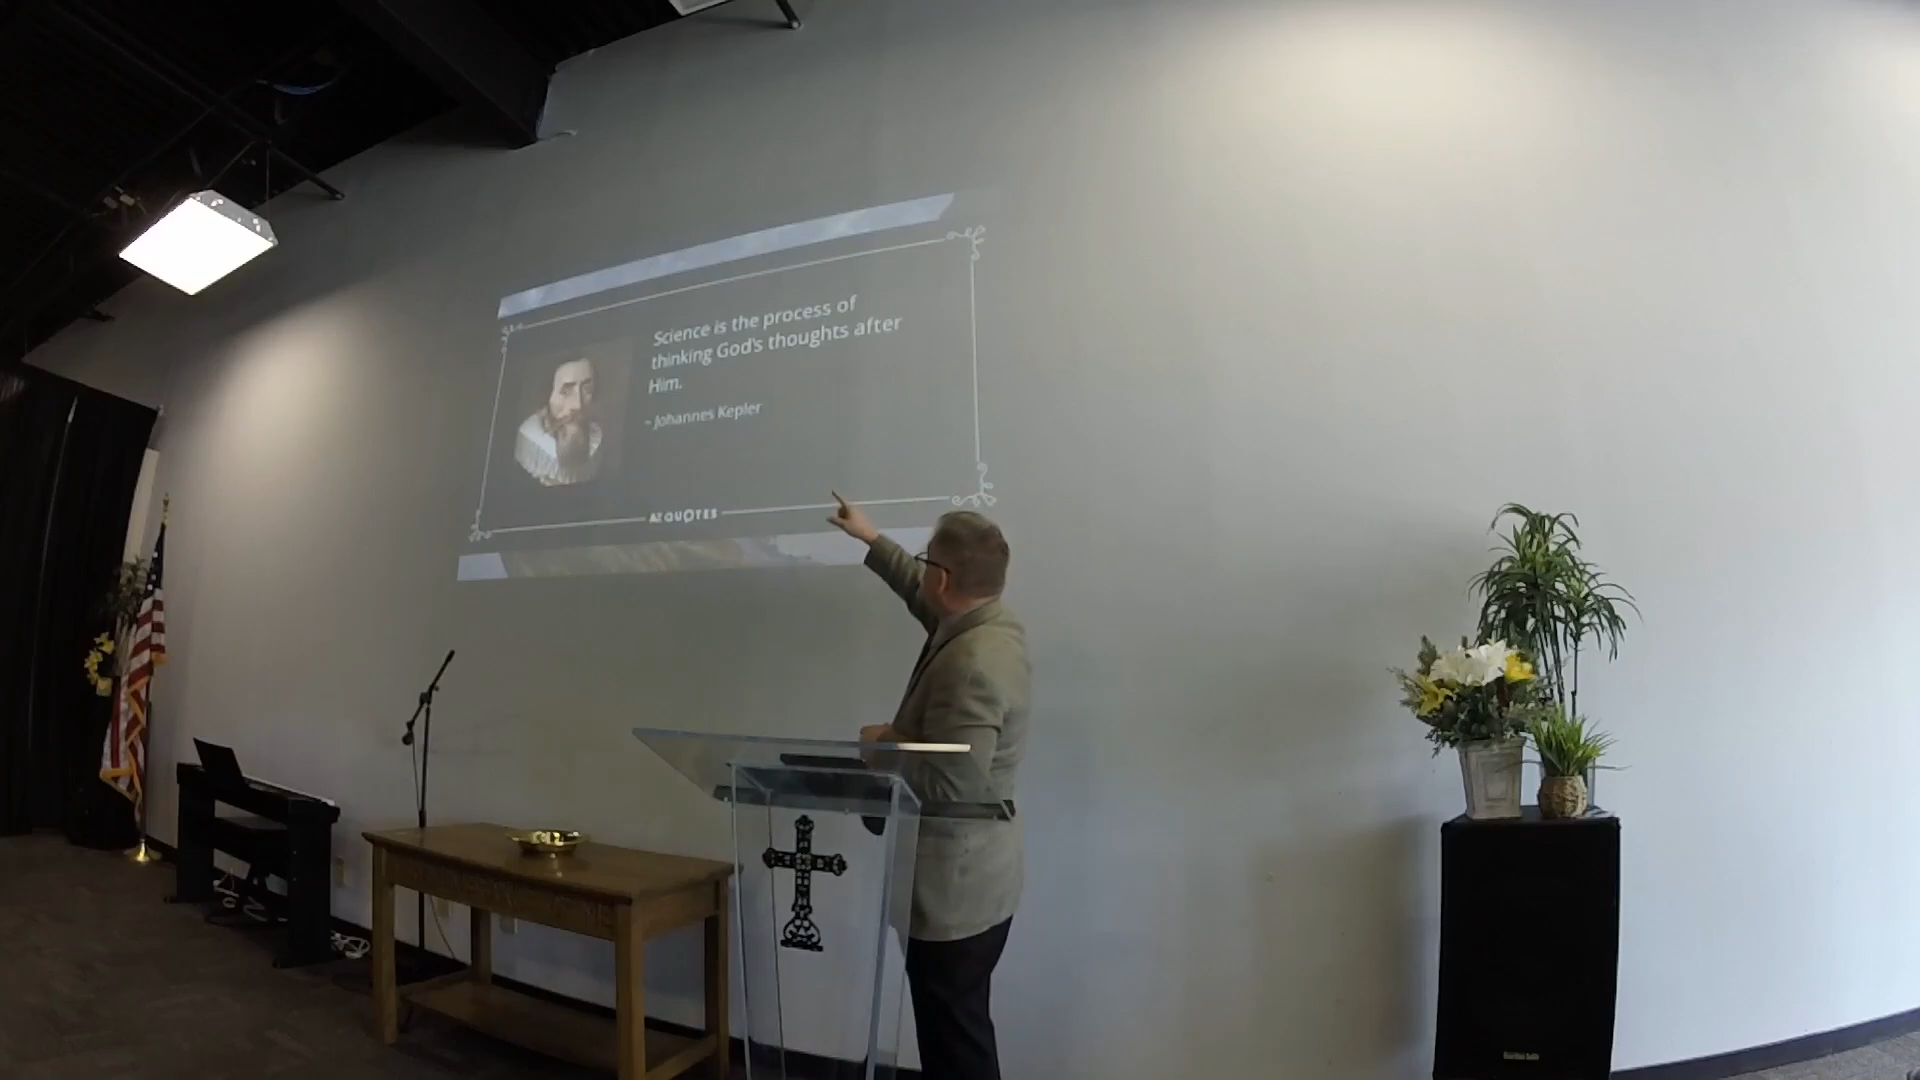 Science is the process of
thinking God's thoughts after
Him.
~ Johannes Kepler
AZ QUOTES